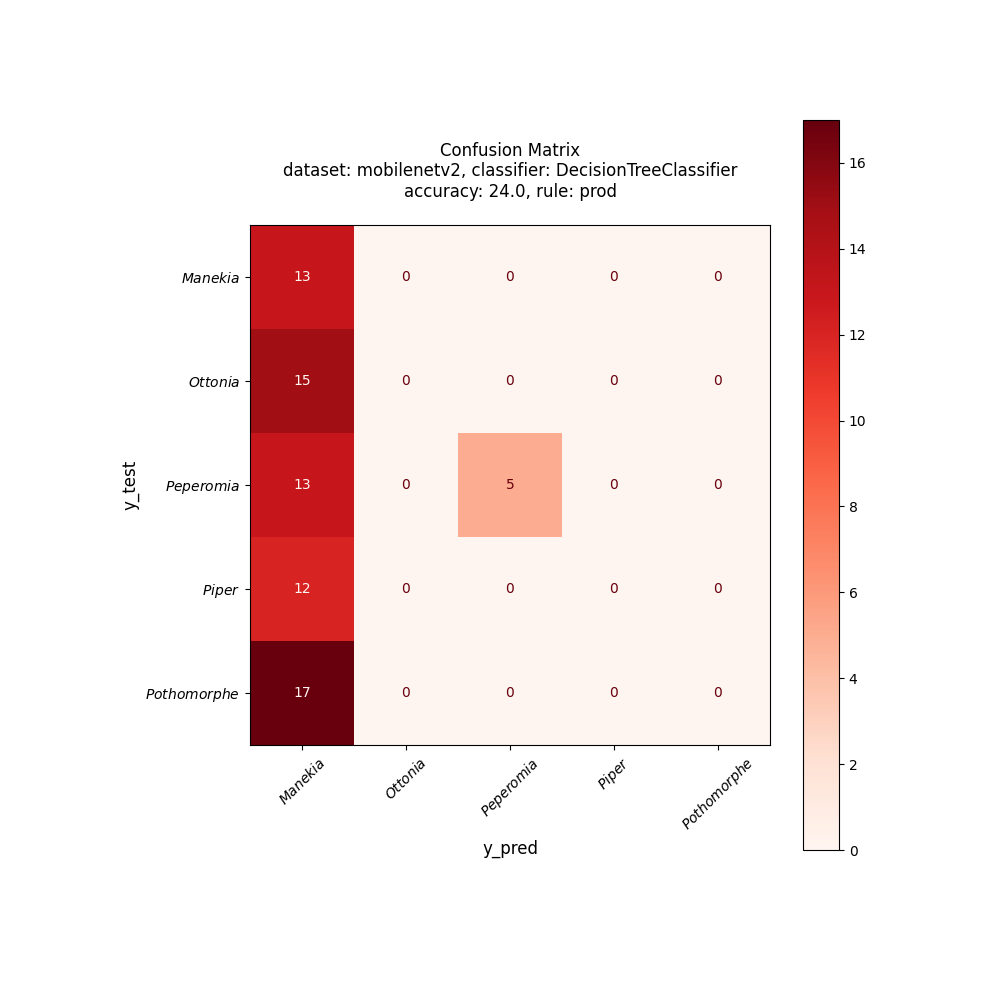 Confusion Matrix
dataset: mobilenetv2, classifier: DecisionTreeClassifier
accuracy: 24.0, rule: prod
y_test
Manekia 13 0 0 0 0
Ottonia 15 0 0 0 0
Peperomia 13 0 5 0 0
Piper 12 0 0 0 0
Pothomorphe 17 0 0 0 0
Manekia Ottonia Peperomia Piper Pothomorphe
y_pred
16
14
12
10
8
6
4
2
0